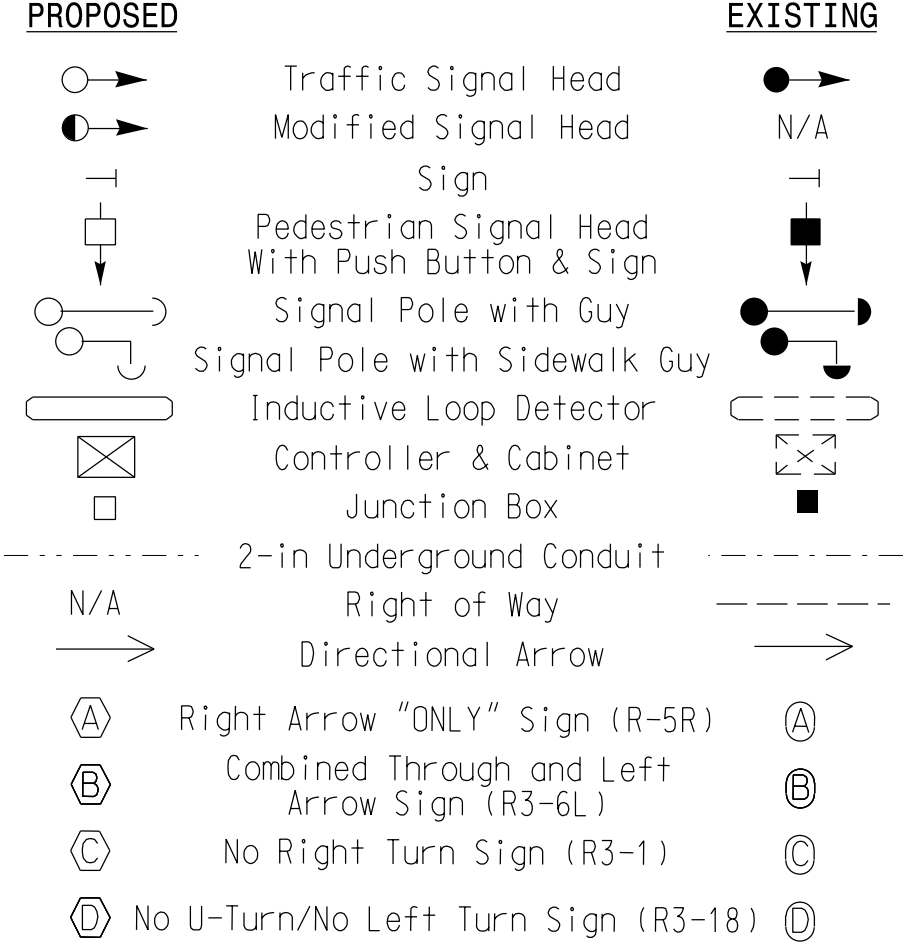 PROPOSED EXISTING
Traffic Signal Head
Modified Signal Head N/A
Sign
Pedestrian Signal Head
With Push Button & Sign
Signal Pole with Guy
Signal Pole with Sidewalk Guy
Inductive Loop Detector
Controller & Cabinet
Junction Box
2-in Underground Conduit
N/A Right of Way
Directional Arrow
A Right Arrow "ONLY" Sign (R-5R) A
Combined Through and Left
B Arrow Sign (R3-6L) B
C No Right Turn Sign (R3-1) C
D No U-Turn/No Left Turn Sign (R3-18) D